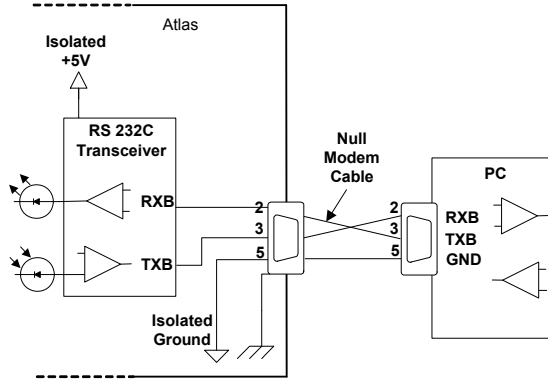 Atlas
Isolated
+5V
RS 232C
Transceiver
RXB
TXB
2
3
5
Isolated
Ground
Null
Modem
Cable
2
3
5
PC
RXB
TXB
GND